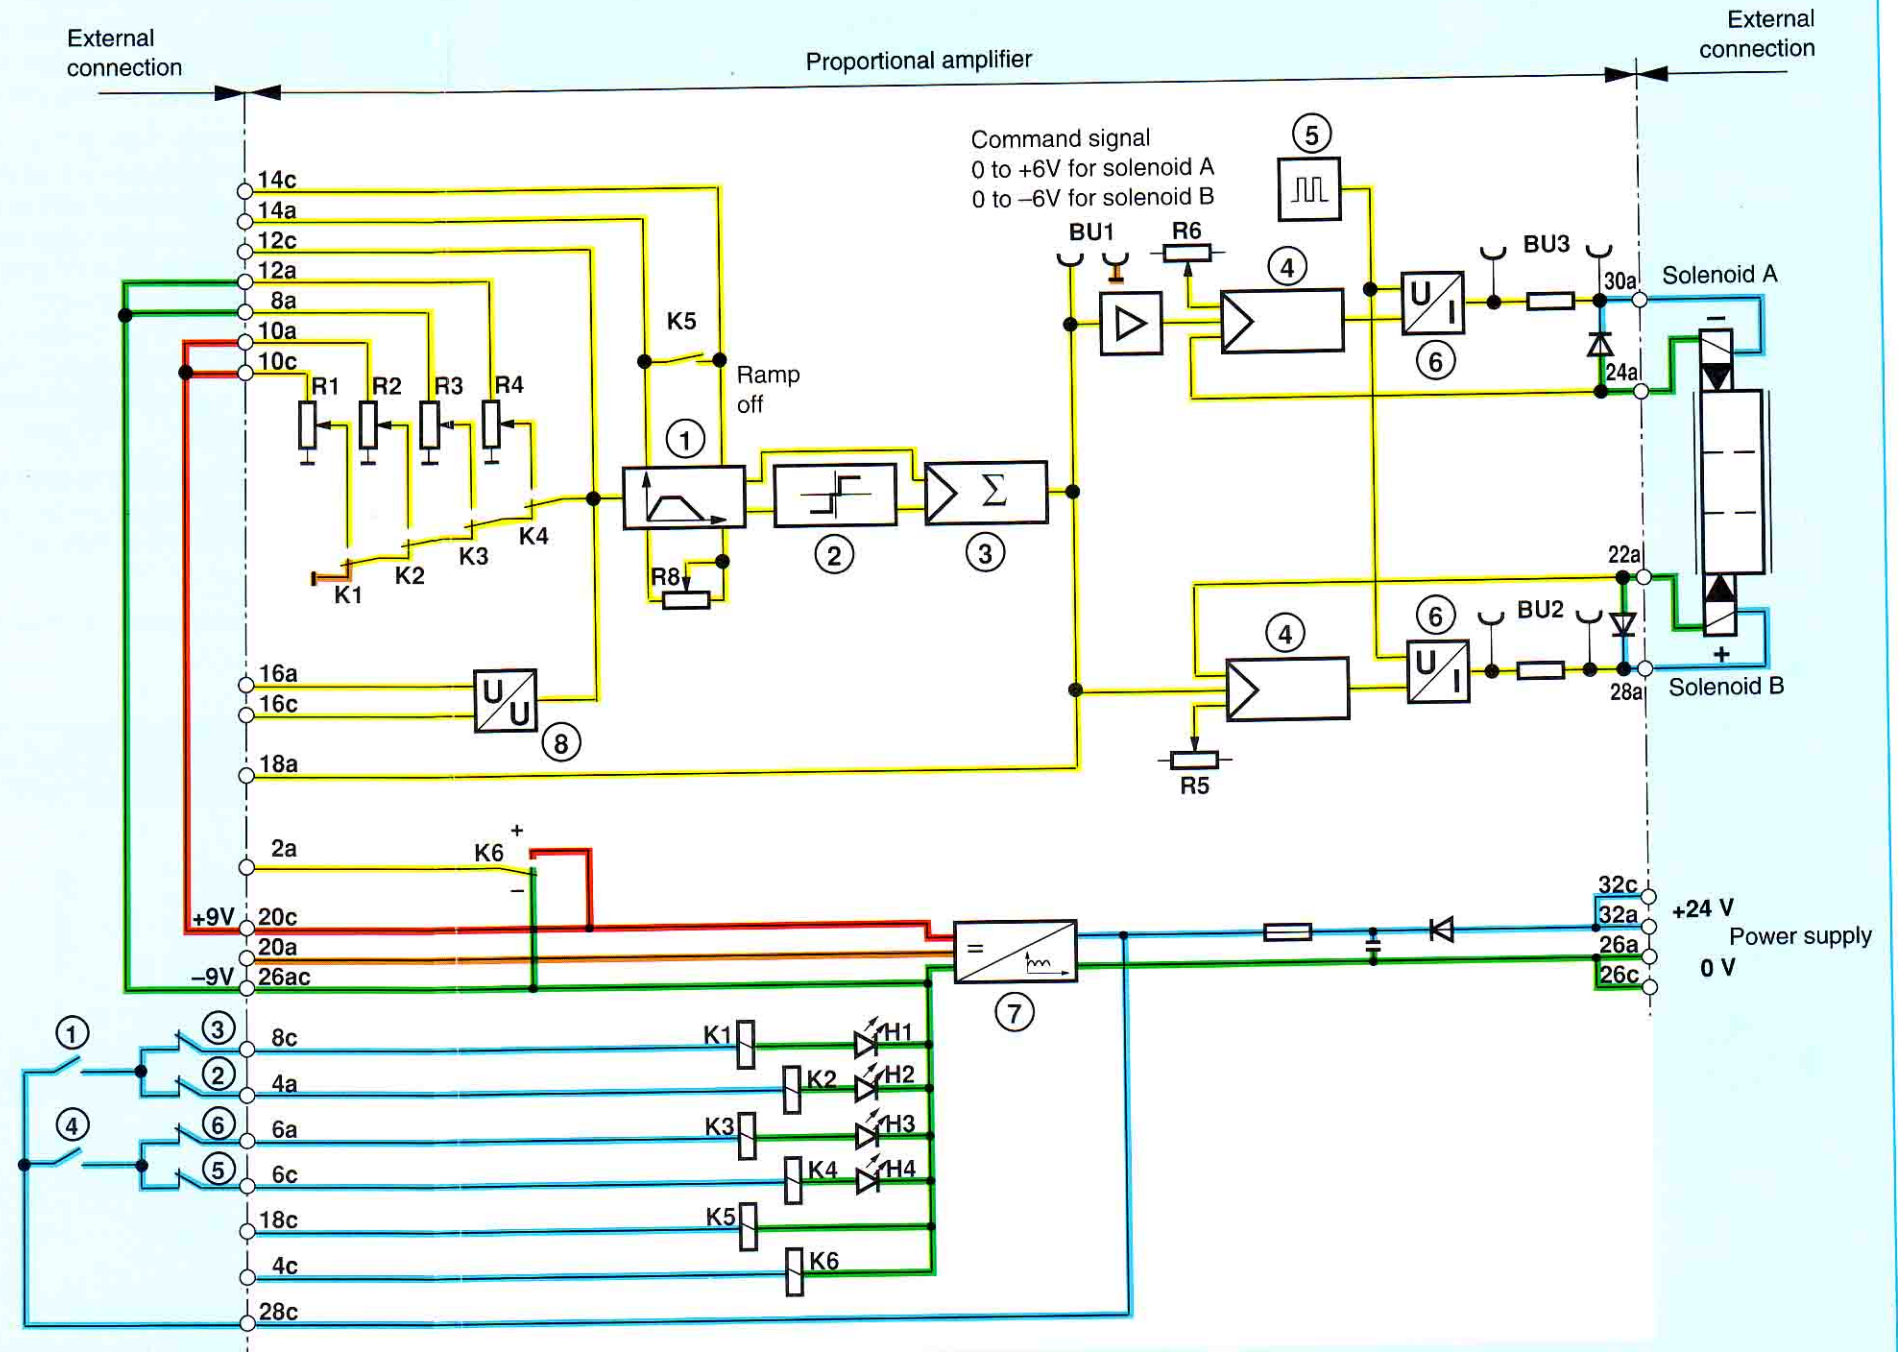 External
connection
Proportional amplifier
External
connection
Command signal
0 to +6V for solenoid A
0 to –6V for solenoid B
5
14c
14a
12c
12a
8a
10a
10c
R1
R2
R3
R4
K1
K2
K3
K4
K5
Ramp
off
1
R8
2
Σ
3
BU1
R6
4
U
I
6
BU3
30a
Solenoid A
–
24a
22a
4
R5
U
I
6
BU2
+
28a
Solenoid B
16a
16c
U
U
8
18a
2a
K6
+
–
+9V
20c
20a
–9V
26ac
=
7
32c
32a
+24 V
Power supply
26a
0 V
26c
1
3
8c
K1
H1
2
4a
K2
H2
4
6
6a
K3
H3
5
6c
K4
H4
18c
K5
4c
K6
28c